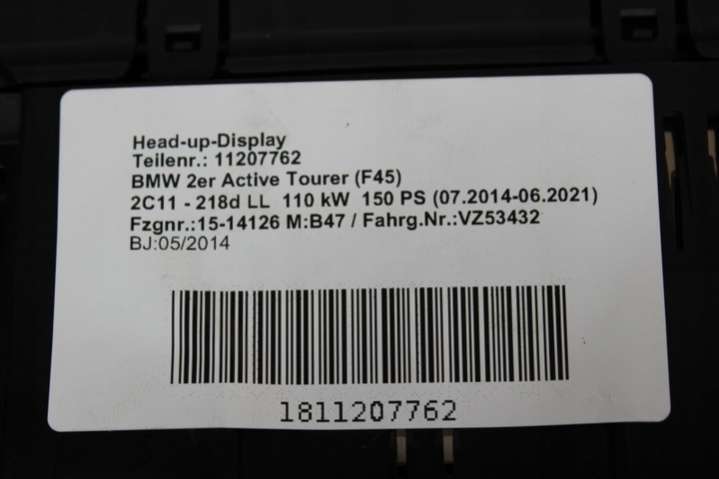 Head-up-Display
Teilenr.: 11207762
BMW 2er Active Tourer (F45)
2C11 - 218d LL 110 kW 150 PS (07.2014-06.2021)
Fzgnr.:15-14126 M:B47 / Fahrg.Nr.:VZ53432
BJ:05/2014
1811207762